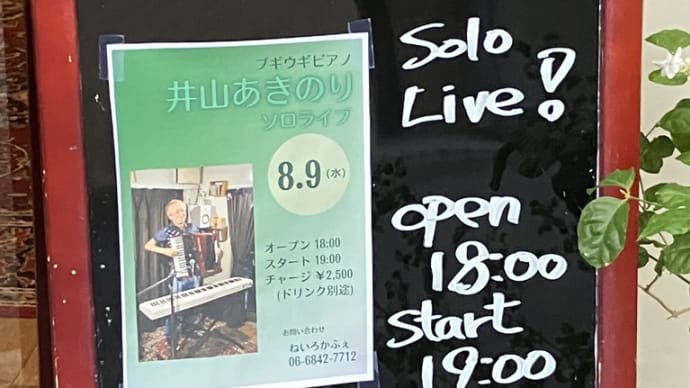 ブギウギピアノ
井山あきのり
ソロライブ
8.9 (水)
オープン 18:00
スタート 19:00
チャージ ¥2,500
(ドリンク別途)
お問い合わせ
ねいろかふぇ
06-6842-7712
Solo
Live!
open
18:00
Start
19:00